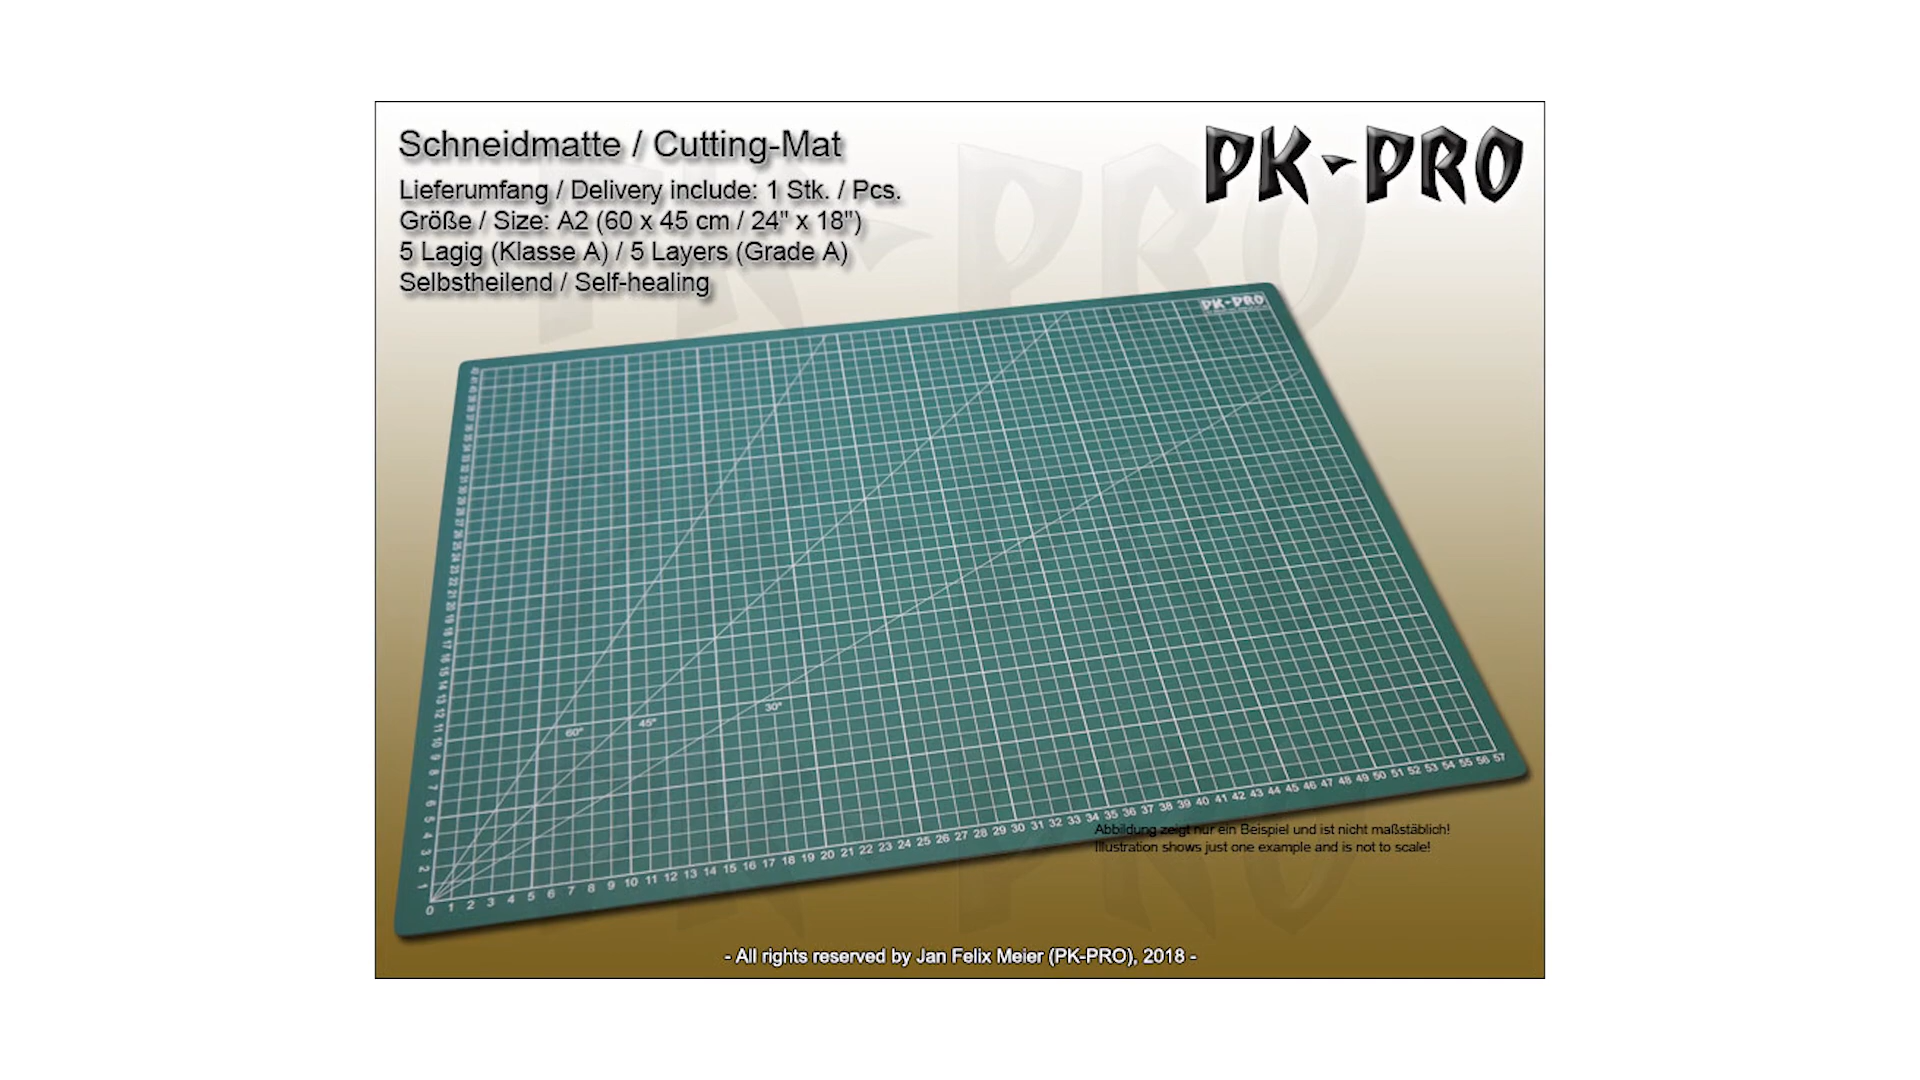 Schneidmatte / Cutting-Mat
PK-PRO
Lieferumfang / Delivery include: 1 Stk. / Pcs.
Größe / Size: A2 (60 x 45 cm / 24" x 18")
5 Lagig (Klasse A) / 5 Layers (Grade A)
Selbstheilend / Self-healing
PK-PRO
60° 45° 30°
0 1 2 3 4 5 6 7 8 9 10 11 12 13 14 15 16 17 18 19 20 21 22 23 24 25 26 27 28 29 30 31 32 33 34 35 36 37 38 39 40 41 42 43 44 45 46 47 48 49 50 51 52 53 54 55 56 57
Abbildung zeigt nur ein Beispiel und ist nicht maßstäblich!
Illustration shows just one example and is not to scale!
- All rights reserved by Jan Felix Meier (PK-PRO), 2018 -